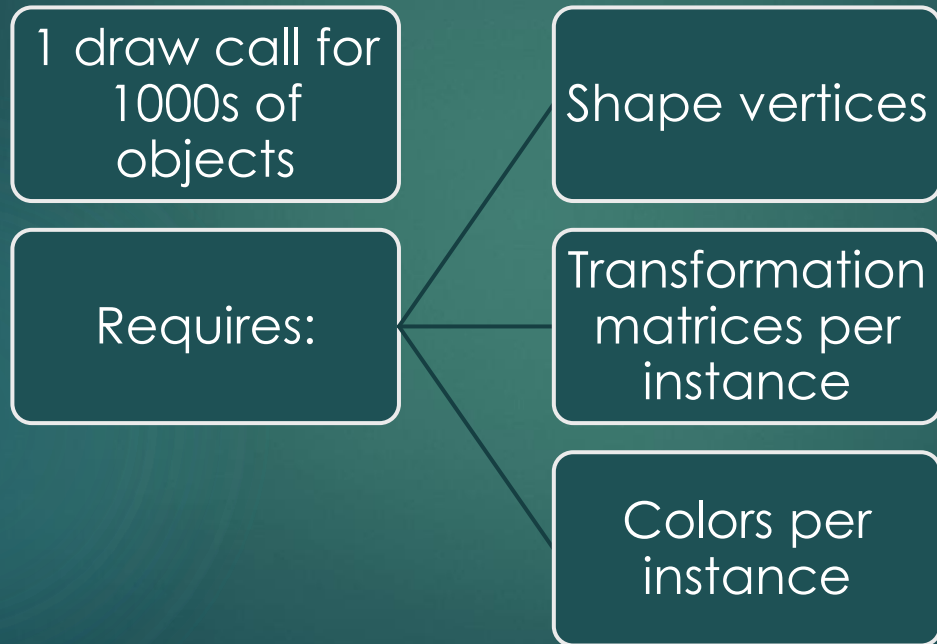 1 draw call for
1000s of
objects
Requires:
Shape vertices
Transformation
matrices per
instance
Colors per
instance